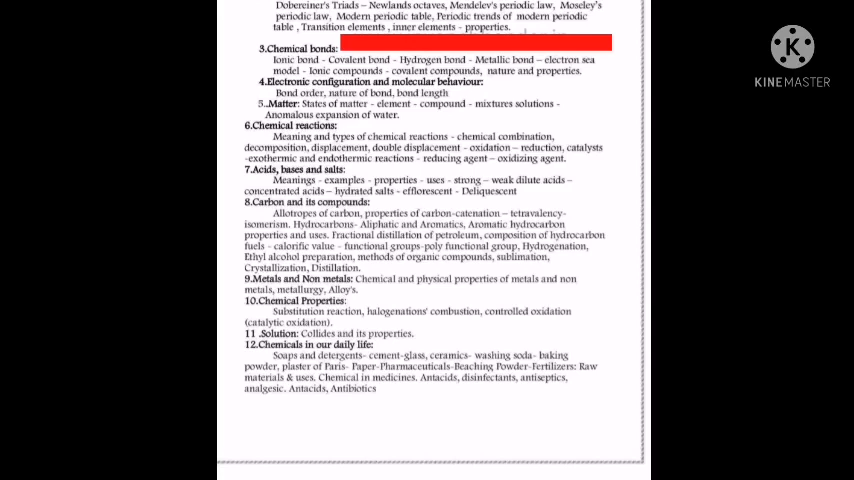 Dobereiner's Triads – Newlands octaves, Mendelev's periodic law, Moseley's
periodic law, Modern periodic table, Periodic trends of modern periodic
table , Transition elements , inner elements - properties.
3.Chemical bonds:
Ionic bond - Covalent bond - Hydrogen bond - Metallic bond – electron sea
model - Ionic compounds - covalent compounds, nature and properties.
4.Electronic configuration and molecular behaviour:
Bond order, nature of bond, bond length
5..Matter: States of matter - element - compound - mixtures solutions -
Anomalous expansion of water.
6.Chemical reactions:
Meaning and types of chemical reactions - chemical combination,
decomposition, displacement, double displacement - oxidation – reduction, catalysts
-exothermic and endothermic reactions - reducing agent – oxidizing agent.
7.Acids, bases and salts:
Meanings - examples - properties - uses - strong – weak dilute acids –
concentrated acids – hydrated salts - efflorescent - Deliquescent
8.Carbon and its compounds:
Allotropes of carbon, properties of carbon-catenation – tetravalency-
isomerism. Hydrocarbons- Aliphatic and Aromatics, Aromatic hydrocarbon
properties and uses. Fractional distillation of petroleum, composition of hydrocarbon
fuels - calorific value - functional groups-poly functional group, Hydrogenation,
Ethyl alcohol preparation, methods of organic compounds, sublimation,
Crystallization, Distillation.
9.Metals and Non metals: Chemical and physical properties of metals and non
metals, metallurgy, Alloy's.
10.Chemical Properties:
Substitution reaction, halogenations' combustion, controlled oxidation
(catalytic oxidation).
11 .Solution: Collides and its properties.
12.Chemicals in our daily life:
Soaps and detergents- cement-glass, ceramics- washing soda- baking
powder, plaster of Paris- Paper-Pharmaceuticals-Beaching Powder-Fertilizers: Raw
materials & uses. Chemical in medicines. Antacids, disinfectants, antiseptics,
analgesic. Antacids, Antibiotics
K
KINEMASTER